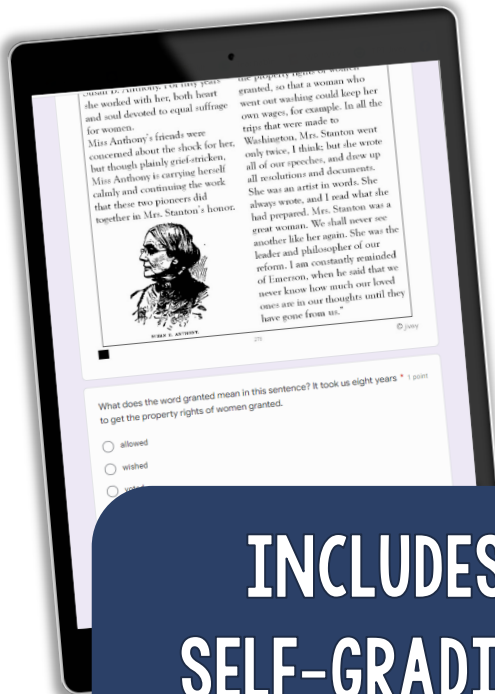 Susan B. Anthony. For fifty years
she worked with her, both heart
and soul devoted to equal suffrage
for women.
Miss Anthony's friends were
concerned about the shock for her,
but though plainly grief-stricken,
Miss Anthony is carrying herself
calmly and continuing the work
that these two pioneers did
together in Mrs. Stanton's honor.
SUSAN B. ANTHONY.
the property rights of women
granted, so that a woman who
went out washing could keep her
own wages, for example. In all the
trips that were made to
Washington, Mrs. Stanton went
only twice, I think; but she wrote
all of our speeches, and drew up
all resolutions and documents.
She was an artist in words. She
always wrote, and I read what she
had prepared. Mrs. Stanton was a
great woman. We shall never see
another like her again. She was the
leader and philosopher of our
reform. I am constantly reminded
of Emerson, when he said that we
never know how much our loved
ones are in our thoughts until they
have gone from us."
© jivey
What does the word granted mean in this sentence? It took us eight years * 1 point
to get the property rights of women granted.
allowed
wished
INCLUDES
SELF-GRADI